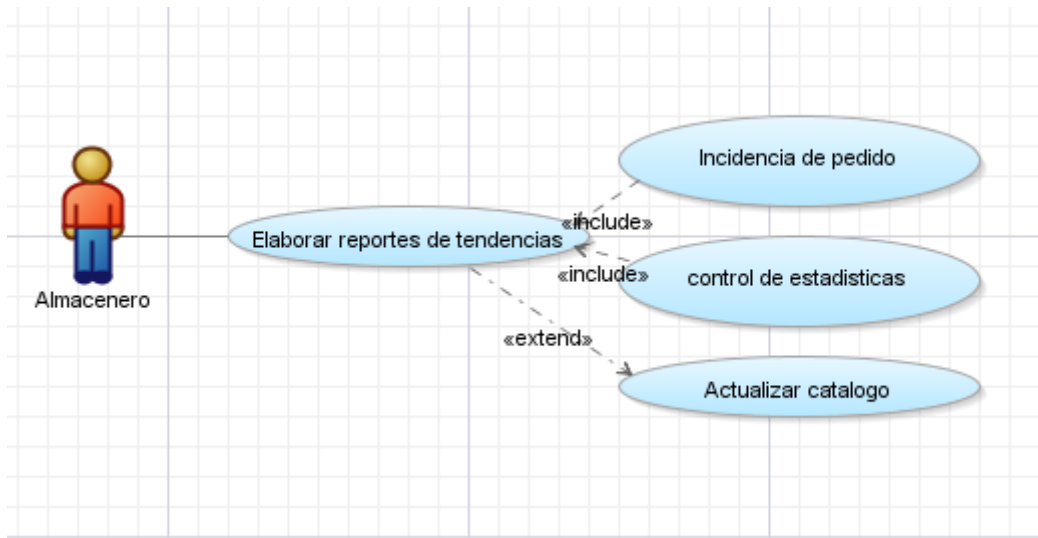 Incidencia de pedido
«include»
Elaborar reportes de tendencias
«include»
control de estadisticas
Almacenero
«extend»
Actualizar catalogo